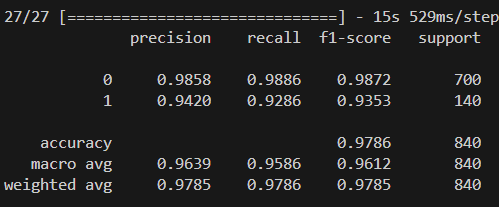 27/27 [==============================] - 15s 529ms/step
precision recall f1-score support
0 0.9858 0.9886 0.9872 700
1 0.9420 0.9286 0.9353 140
accuracy 0.9786 840
macro avg 0.9639 0.9586 0.9612 840
weighted avg 0.9785 0.9786 0.9785 840